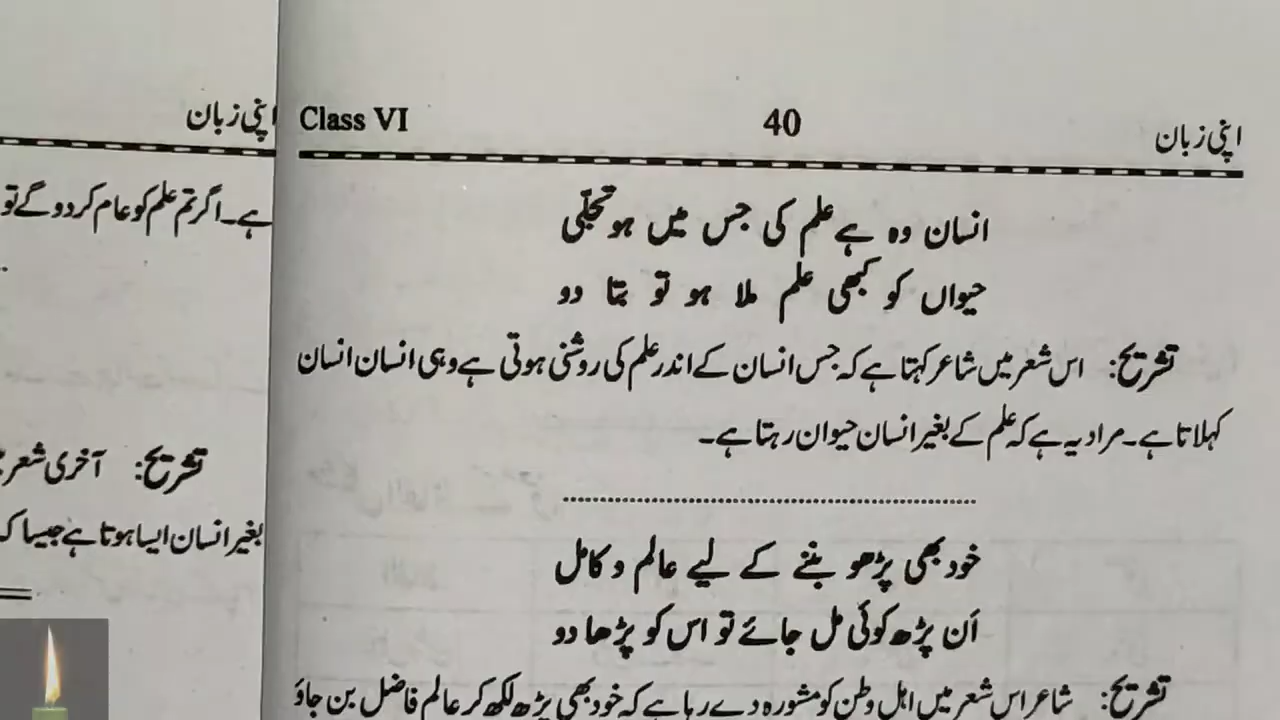 اپنی زبان
40
Class VI
انسان وہ ہے علم کی جس میں ہو تجلّی
حیواں کو کبھی علم ملا ہو تو بتا دو
تشریح: اس شعر میں شاعر کہتا ہے کہ جس انسان کے اندر علم کی روشنی ہوتی ہے وہی انسان انسان
کہلاتا ہے۔ مراد یہ ہے کہ علم کے بغیر انسان حیوان رہتا ہے۔
خود بھی پڑھو بننے کے لیے عالم و کامل
اَن پڑھ کوئی مل جائے تو اس کو پڑھا دو
تشریح: شاعر اس شعر میں اہل وطن کو مشورہ دے رہا ہے کہ خود بھی پڑھ لکھ کر عالم فاضل بن جاؤ
اپنی زبان
ہے۔ اگر تم علم کو عام کر دو گے تو
تشریح: آخری شعر
بغیر انسان ایسا ہوتا ہے جیسا کہ